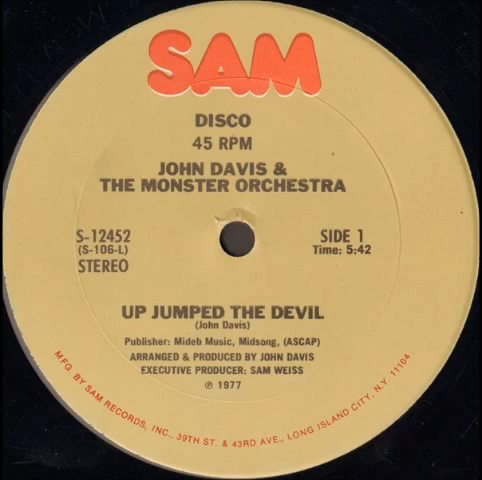 SAM
DISCO
45 RPM
JOHN DAVIS &
THE MONSTER ORCHESTRA
S-12452
(S-106-L)
STEREO
SIDE 1
Time: 5:42
UP JUMPED THE DEVIL
(John Davis)
Publisher: Mideb Music, Midsong, (ASCAP)
ARRANGED & PRODUCED BY JOHN DAVIS
EXECUTIVE PRODUCER: SAM WEISS
℗ 1977
MFG BY SAM RECORDS, INC., 39TH ST. & 43RD AVE., LONG ISLAND CITY, N.Y. 11104